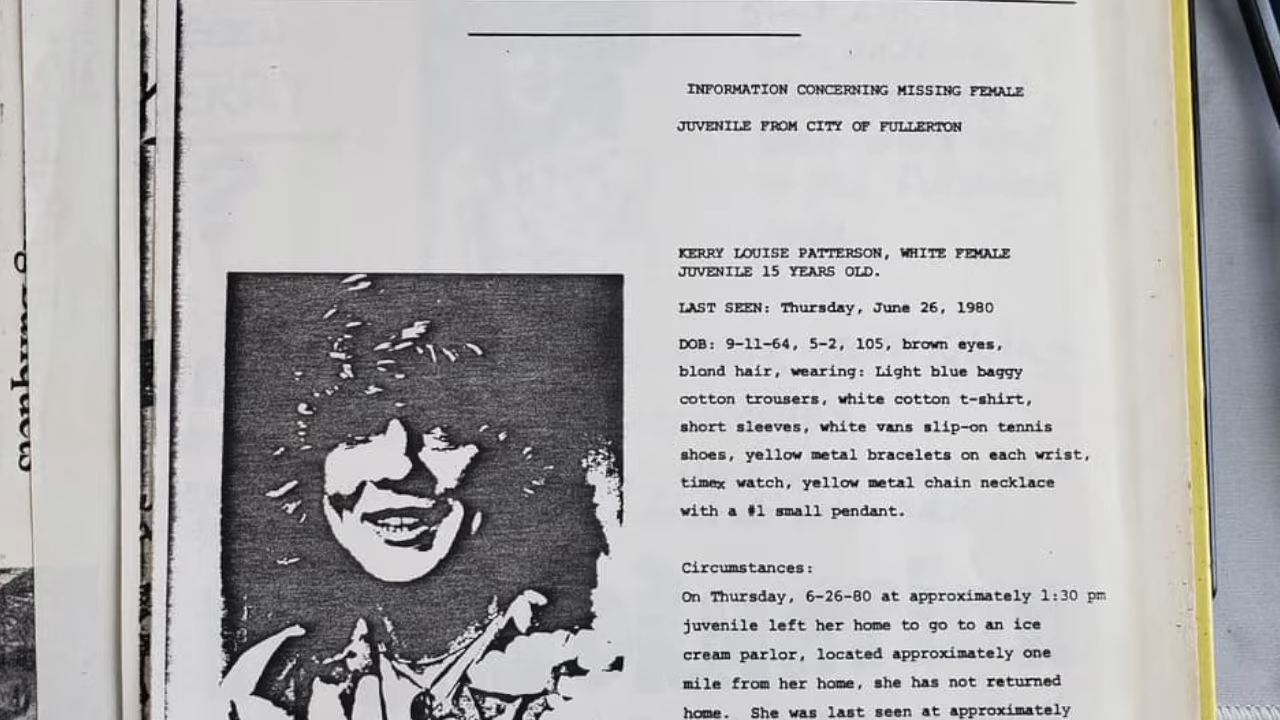 INFORMATION CONCERNING MISSING FEMALE
JUVENILE FROM CITY OF FULLERTON
KERRY LOUISE PATTERSON, WHITE FEMALE
JUVENILE 15 YEARS OLD.
LAST SEEN: Thursday, June 26, 1980
DOB: 9-11-64, 5-2, 105, brown eyes,
blond hair, wearing: Light blue baggy
cotton trousers, white cotton t-shirt,
short sleeves, white vans slip-on tennis
shoes, yellow metal bracelets on each wrist,
timex watch, yellow metal chain necklace
with a #1 small pendant.
Circumstances:
On Thursday, 6-26-80 at approximately 1:30 pm
juvenile left her home to go to an ice
cream parlor, located approximately one
mile from her home, she has not returned
home. She was last seen at approximately